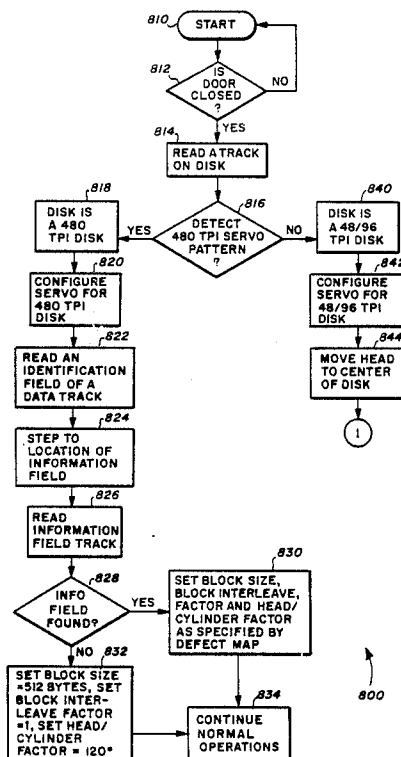 810
START
812
IS
DOOR
CLOSED
?
NO
YES
814
READ A TRACK
ON DISK
816
DETECT
480 TPI SERVO
PATTERN
?
YES
NO
818
DISK IS
A 480
TPI DISK
840
DISK IS
A 48/96
TPI DISK
820
CONFIGURE
SERVO FOR
480 TPI
DISK
842
CONFIGURE
SERVO FOR
48/96 TPI
DISK
822
READ AN
IDENTIFICATION
FIELD OF A
DATA TRACK
844
MOVE HEAD
TO CENTER
OF DISK
1
824
STEP TO
LOCATION OF
INFORMATION
FIELD
826
READ
INFORMATION
FIELD TRACK
828
INFO
FIELD
FOUND?
YES
NO
830
SET BLOCK SIZE,
BLOCK INTERLEAVE,
FACTOR AND HEAD/
CYLINDER FACTOR
AS SPECIFIED BY
DEFECT MAP
832
SET BLOCK SIZE
=512 BYTES, SET
BLOCK INTER-
LEAVE FACTOR
=1, SET HEAD/
CYLINDER
FACTOR = 120°
834
CONTINUE
NORMAL
OPERATIONS
800